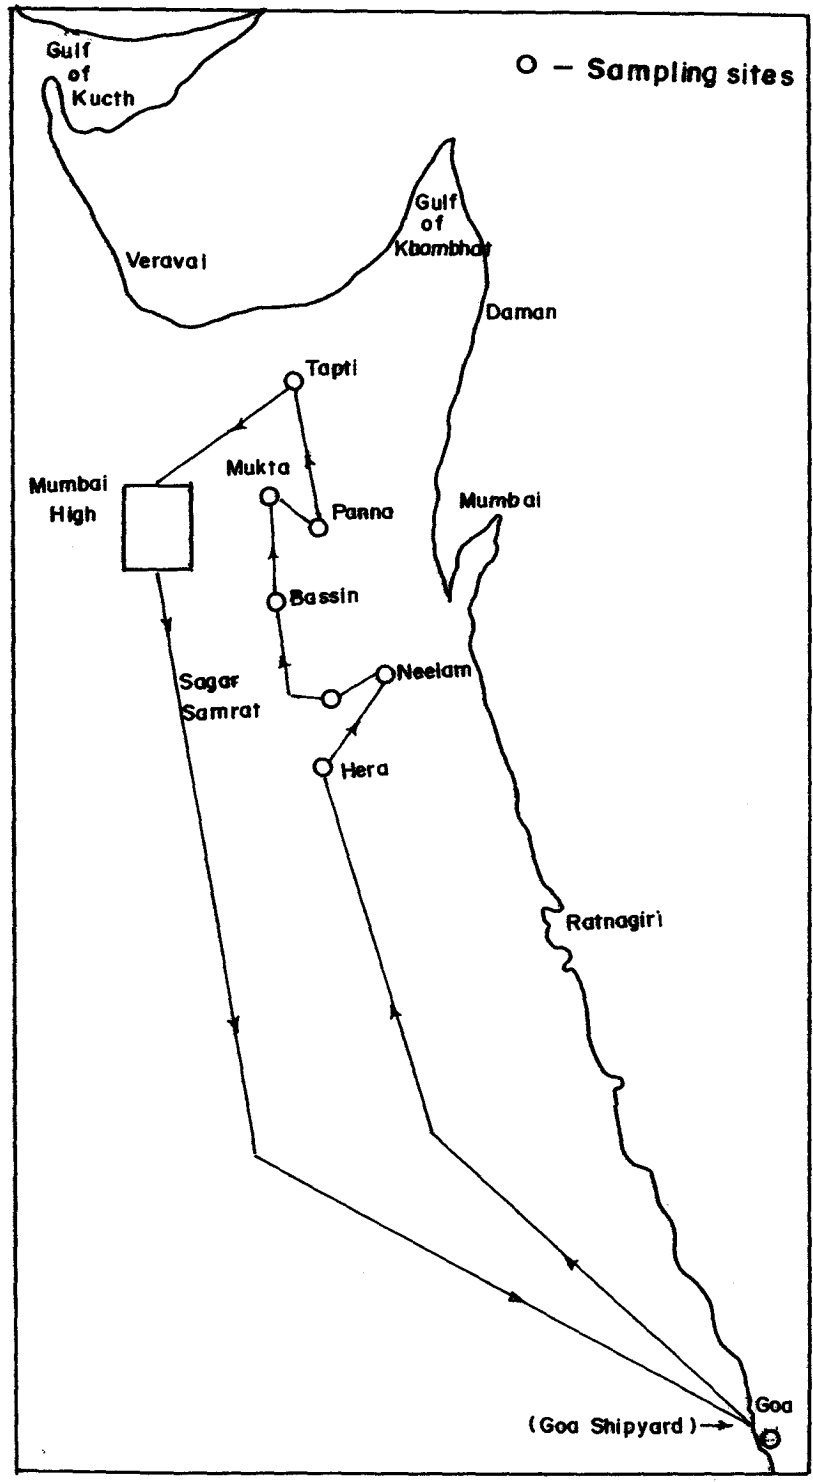 Gulf
of
Kucth
O – Sampling sites
Gulf
of
Khambhat
Veraval
Daman
Tapti
Mukta
Mumbai
High
Panna
Mumbai
Bassin
Neelam
Sagar
Samrat
Hera
Ratnagiri
Goa
(Goa Shipyard)